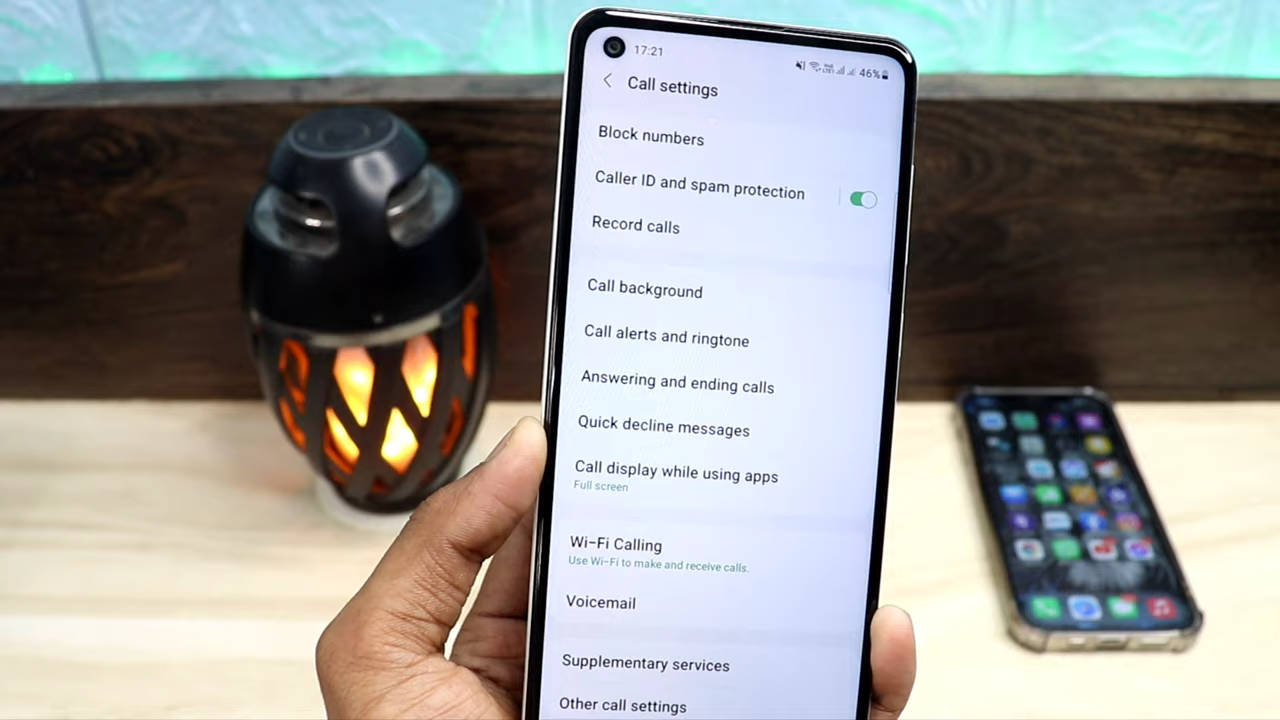 17:21
46%
Call settings
Block numbers
Caller ID and spam protection
Record calls
Call background
Call alerts and ringtone
Answering and ending calls
Quick decline messages
Call display while using apps
Full screen
Wi-Fi Calling
Use Wi-Fi to make and receive calls.
Voicemail
Supplementary services
Other call settings